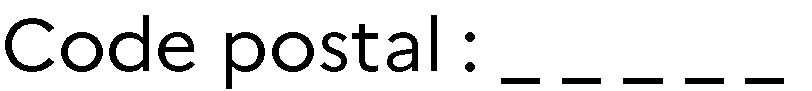 Code postal : _ _ _ _ _